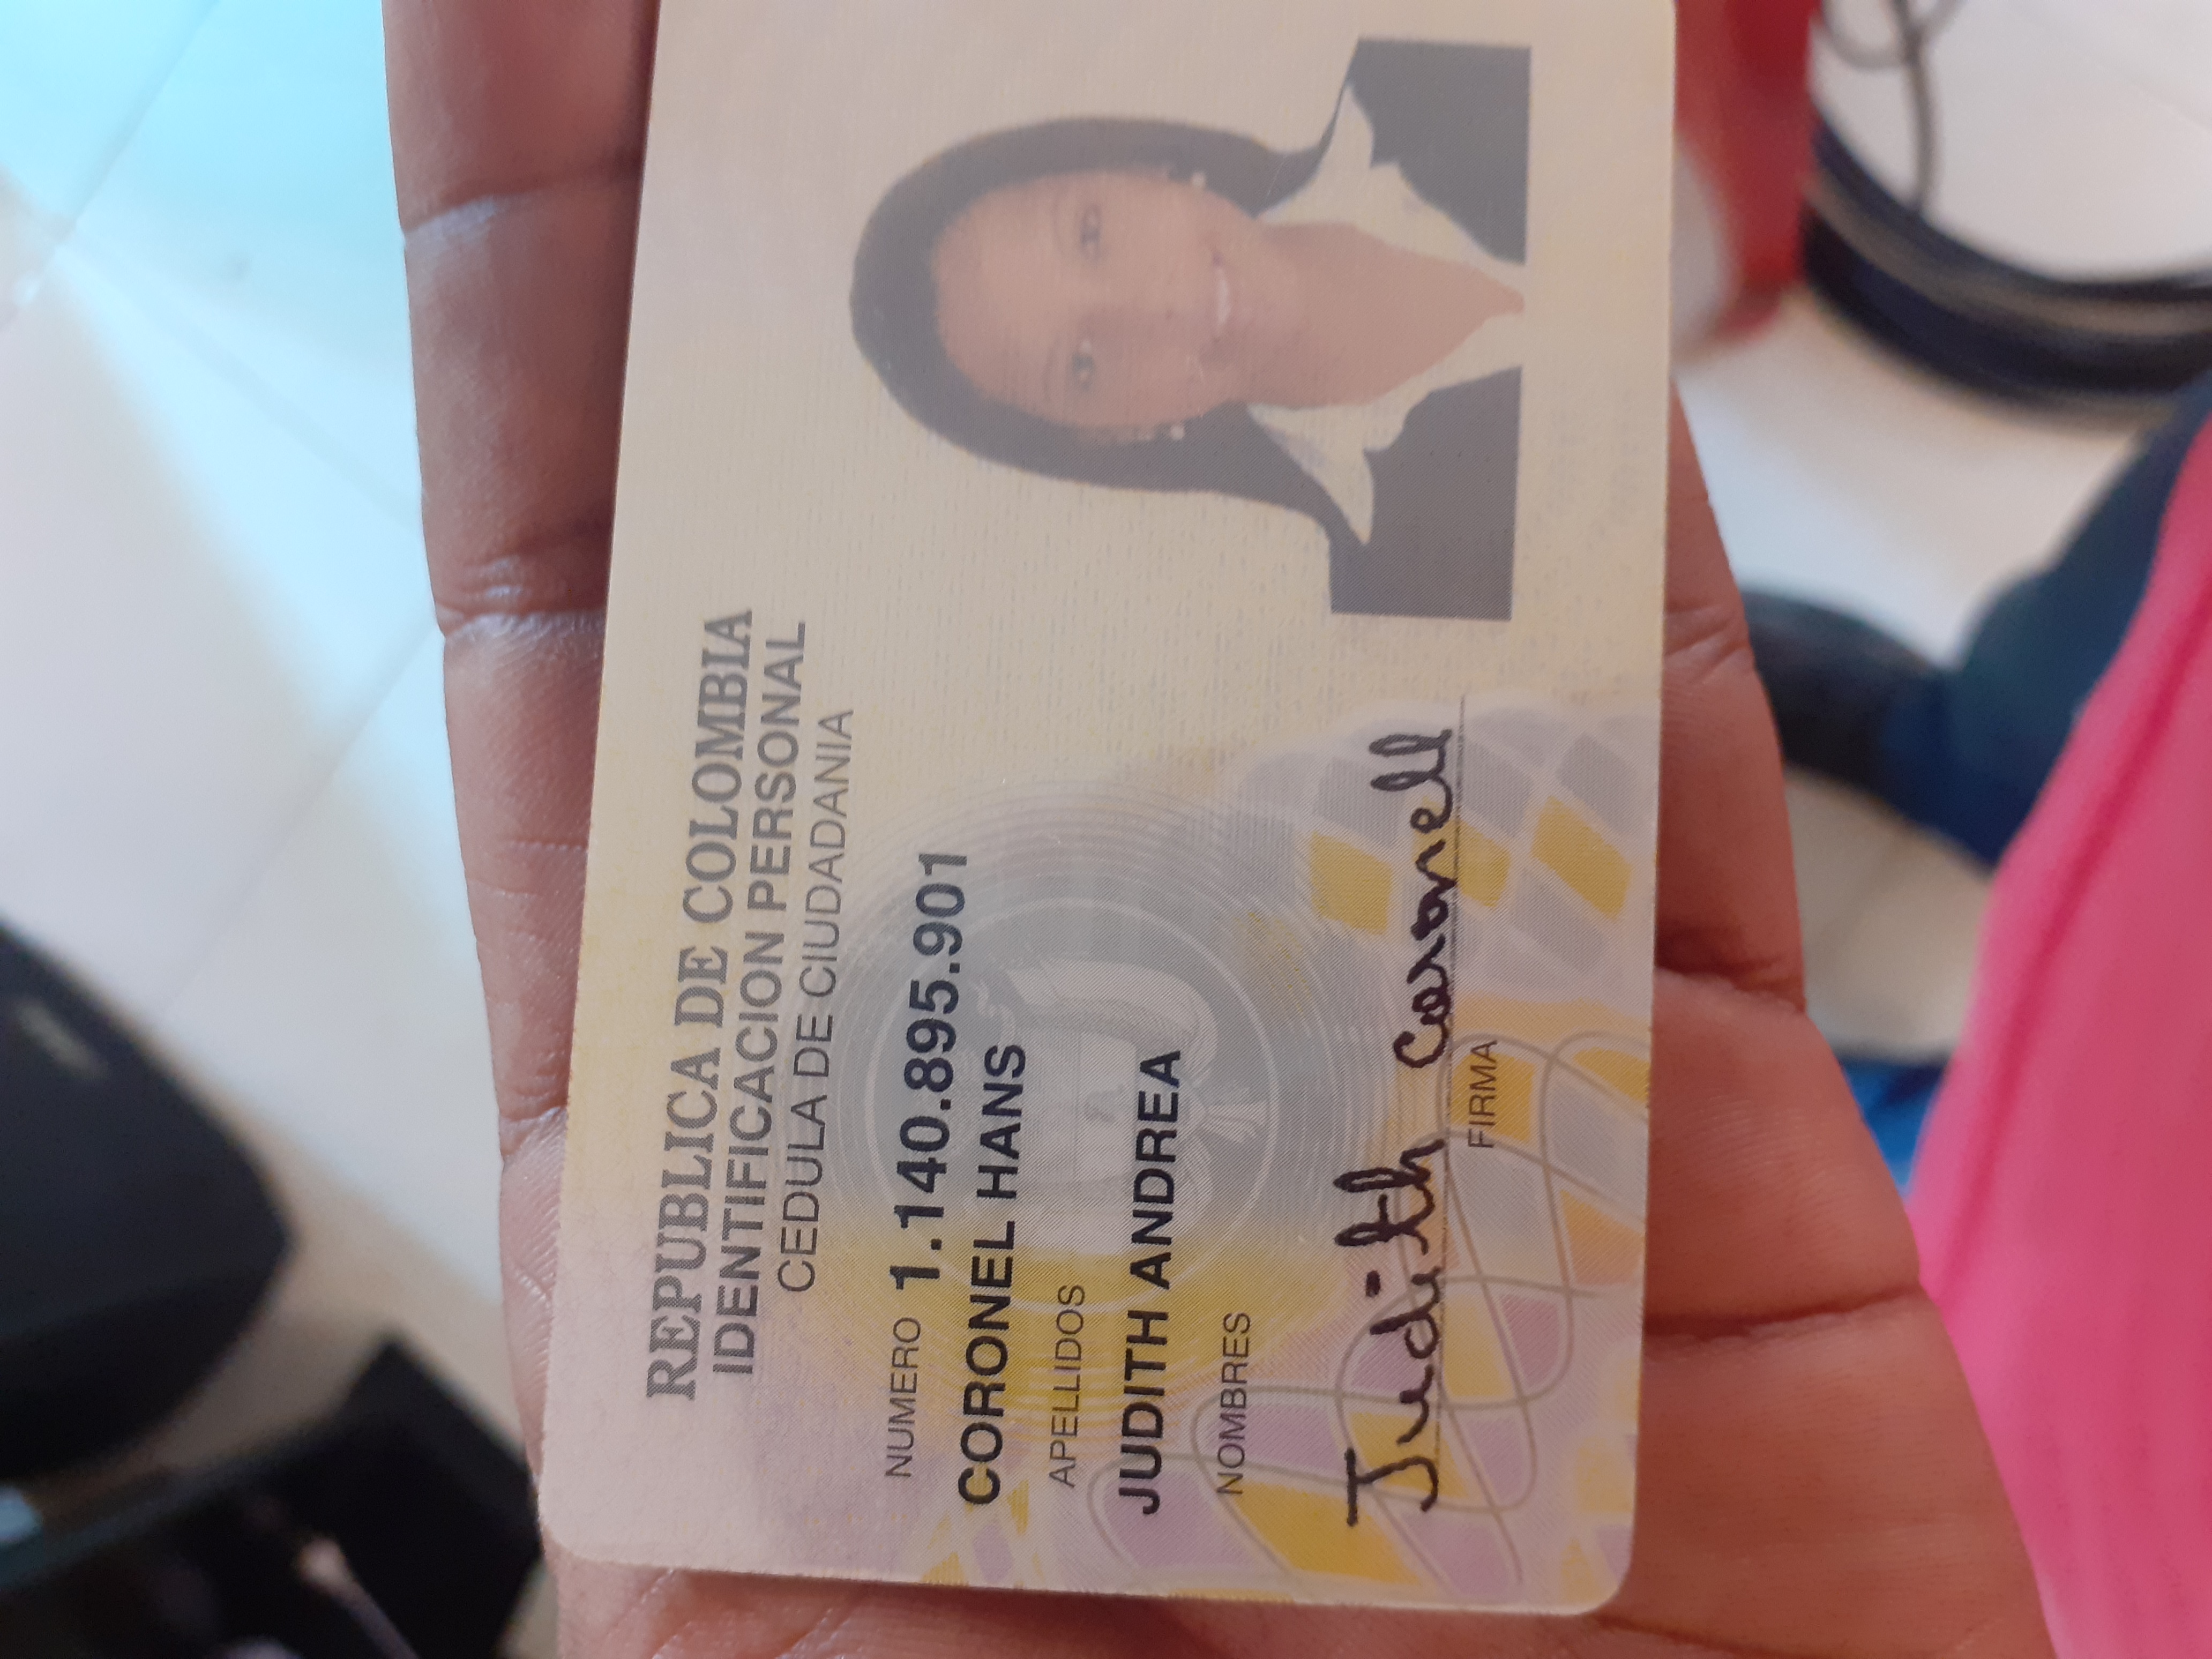 REPUBLICA DE COLOMBIA
IDENTIFICACION PERSONAL
CEDULA DE CIUDADANIA
NUMERO 1.140.895.901
CORONEL HANS
APELLIDOS
JUDITH ANDREA
NOMBRES
Judith Coronell
FIRMA